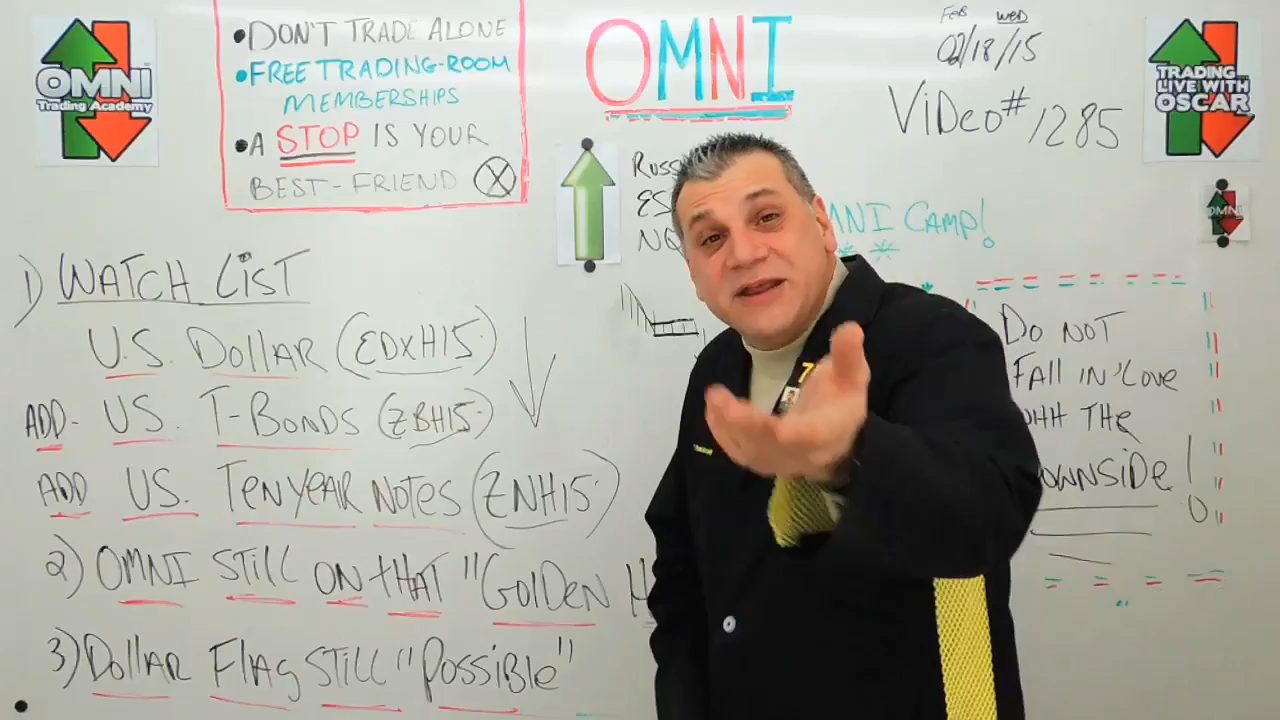 OMNI
Trading Academy
•DON'T TRADE ALONE
•FREE TRADING-ROOM
MEMBERSHIPS
•A STOP IS YOUR
BEST-FRIEND
OMNI
FEB WED
02/18/15
VIDEO# 1285
TRADING
LIVE WITH
OSCAR
OMNI
ES
NQ
CAMP!
1) WATCH LIST
U.S. DOLLAR (EDXH15)
ADD- US. T-BONDS (ZBH15)
ADD US. TEN YEAR NOTES (ZNH15)
2) OMNI STILL ON THAT "GOLDEN
3) DOLLAR FLAG STILL "POSSIBLE"
DO NOT
FALL IN LOVE
THE
7